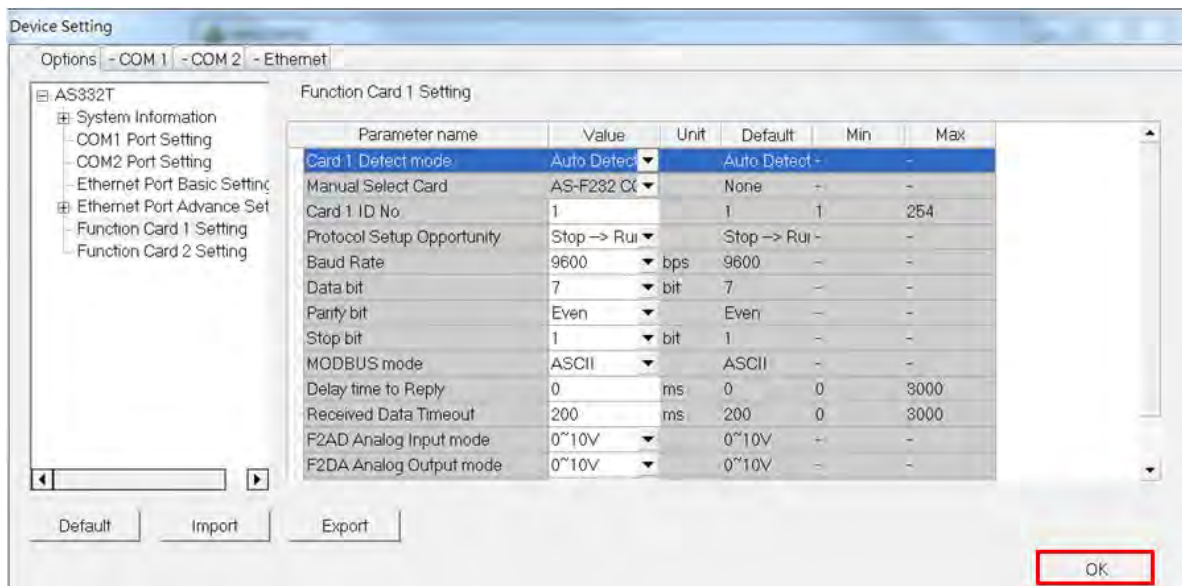 Device Setting
Options - COM 1 - COM 2 - Ethernet
AS332T
System Information
COM1 Port Setting
COM2 Port Setting
Ethernet Port Basic Setting
Ethernet Port Advance Set
Function Card 1 Setting
Function Card 2 Setting
Function Card 1 Setting
Parameter name Value Unit Default Min Max
Card 1 Detect mode Auto Detect Auto Detect - -
Manual Select Card AS-F232 CO None - -
Card 1 ID No. 1 1 1 254
Protocol Setup Opportunity Stop -> Rui Stop -> Rui - -
Baud Rate 9600 bps 9600 - -
Data bit 7 bit 7 - -
Parity bit Even Even - -
Stop bit 1 bit 1 - -
MODBUS mode ASCII ASCII - -
Delay time to Reply 0 ms 0 0 3000
Received Data Timeout 200 ms 200 0 3000
F2AD Analog Input mode 0~10V 0~10V - -
F2DA Analog Output mode 0~10V 0~10V - -
Default Import Export
OK